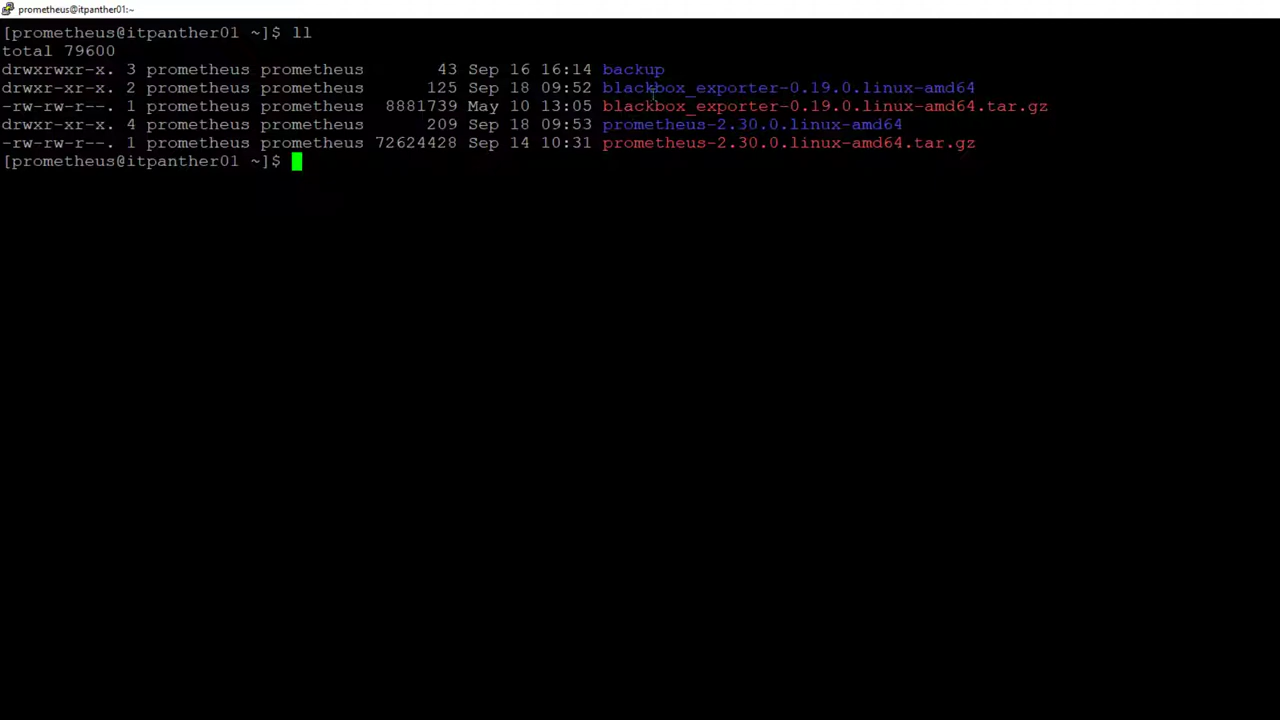 prometheus@itpanther01:~
[prometheus@itpanther01 ~]$ ll
total 79600
drwxrwxr-x. 3 prometheus prometheus       43 Sep 16 16:14 backup
drwxr-xr-x. 2 prometheus prometheus      125 Sep 18 09:52 blackbox_exporter-0.19.0.linux-amd64
-rw-rw-r--. 1 prometheus prometheus  8881739 May 10 13:05 blackbox_exporter-0.19.0.linux-amd64.tar.gz
drwxr-xr-x. 4 prometheus prometheus      209 Sep 18 09:53 prometheus-2.30.0.linux-amd64
-rw-rw-r--. 1 prometheus prometheus 72624428 Sep 14 10:31 prometheus-2.30.0.linux-amd64.tar.gz
[prometheus@itpanther01 ~]$